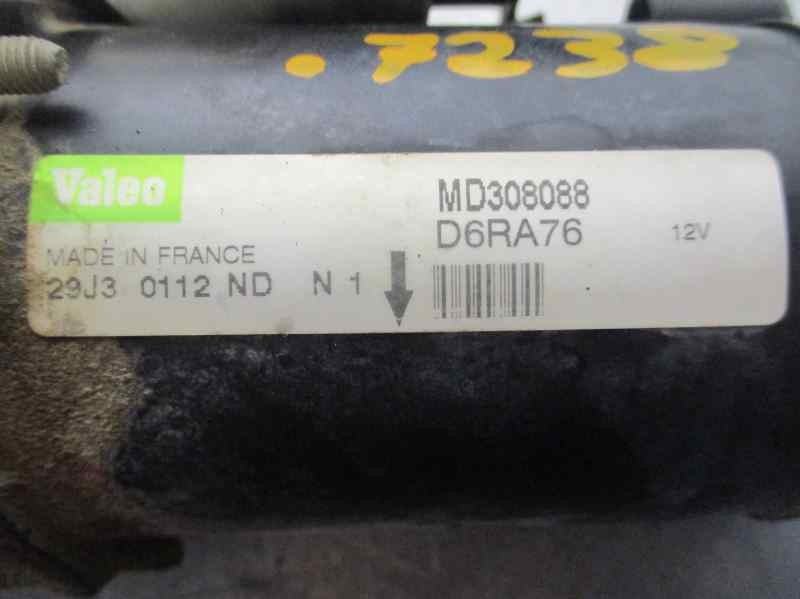 .7238
Valeo
MD308088
D6RA76
12V
MADE IN FRANCE
29J3 0112 ND N 1